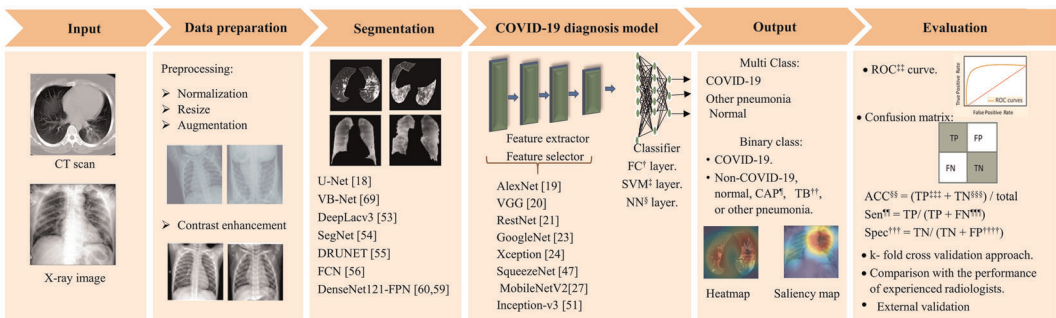 Input
CT scan
X-ray image
Data preparation
Preprocessing:
➢ Normalization
➢ Resize
➢ Augmentation
➢ Contrast enhancement
Segmentation
U-Net [18]
VB-Net [69]
DeepLacv3 [53]
SegNet [54]
DRUNET [55]
FCN [56]
DenseNet121-FPN [60,59]
COVID-19 diagnosis model
Feature extractor
Feature selector
AlexNet [19]
VGG [20]
RestNet [21]
GoogleNet [23]
Xception [24]
SqueezeNet [47]
MobileNetV2[27]
Inception-v3 [51]
Classifier
FC† layer.
SVM‡ layer.
NN§ layer.
Output
Multi Class:
COVID-19
Other pneumonia
Normal
Binary class:
• COVID-19.
• Non-COVID-19,
normal, CAP¶, TB††,
or other pneumonia.
Heatmap
Saliency map
Evaluation
• ROC‡‡ curve.
True Positive Rate
ROC curves
False Positive Rate
• Confusion matrix:
TP FP
FN TN
ACC§§ = (TP‡‡‡ + TN§§§) / total
Sen¶¶ = TP/ (TP + FN¶¶¶)
Spec††† = TN/ (TN + FP††††)
• k- fold cross validation approach.
• Comparison with the performance
of experienced radiologists.
• External validation